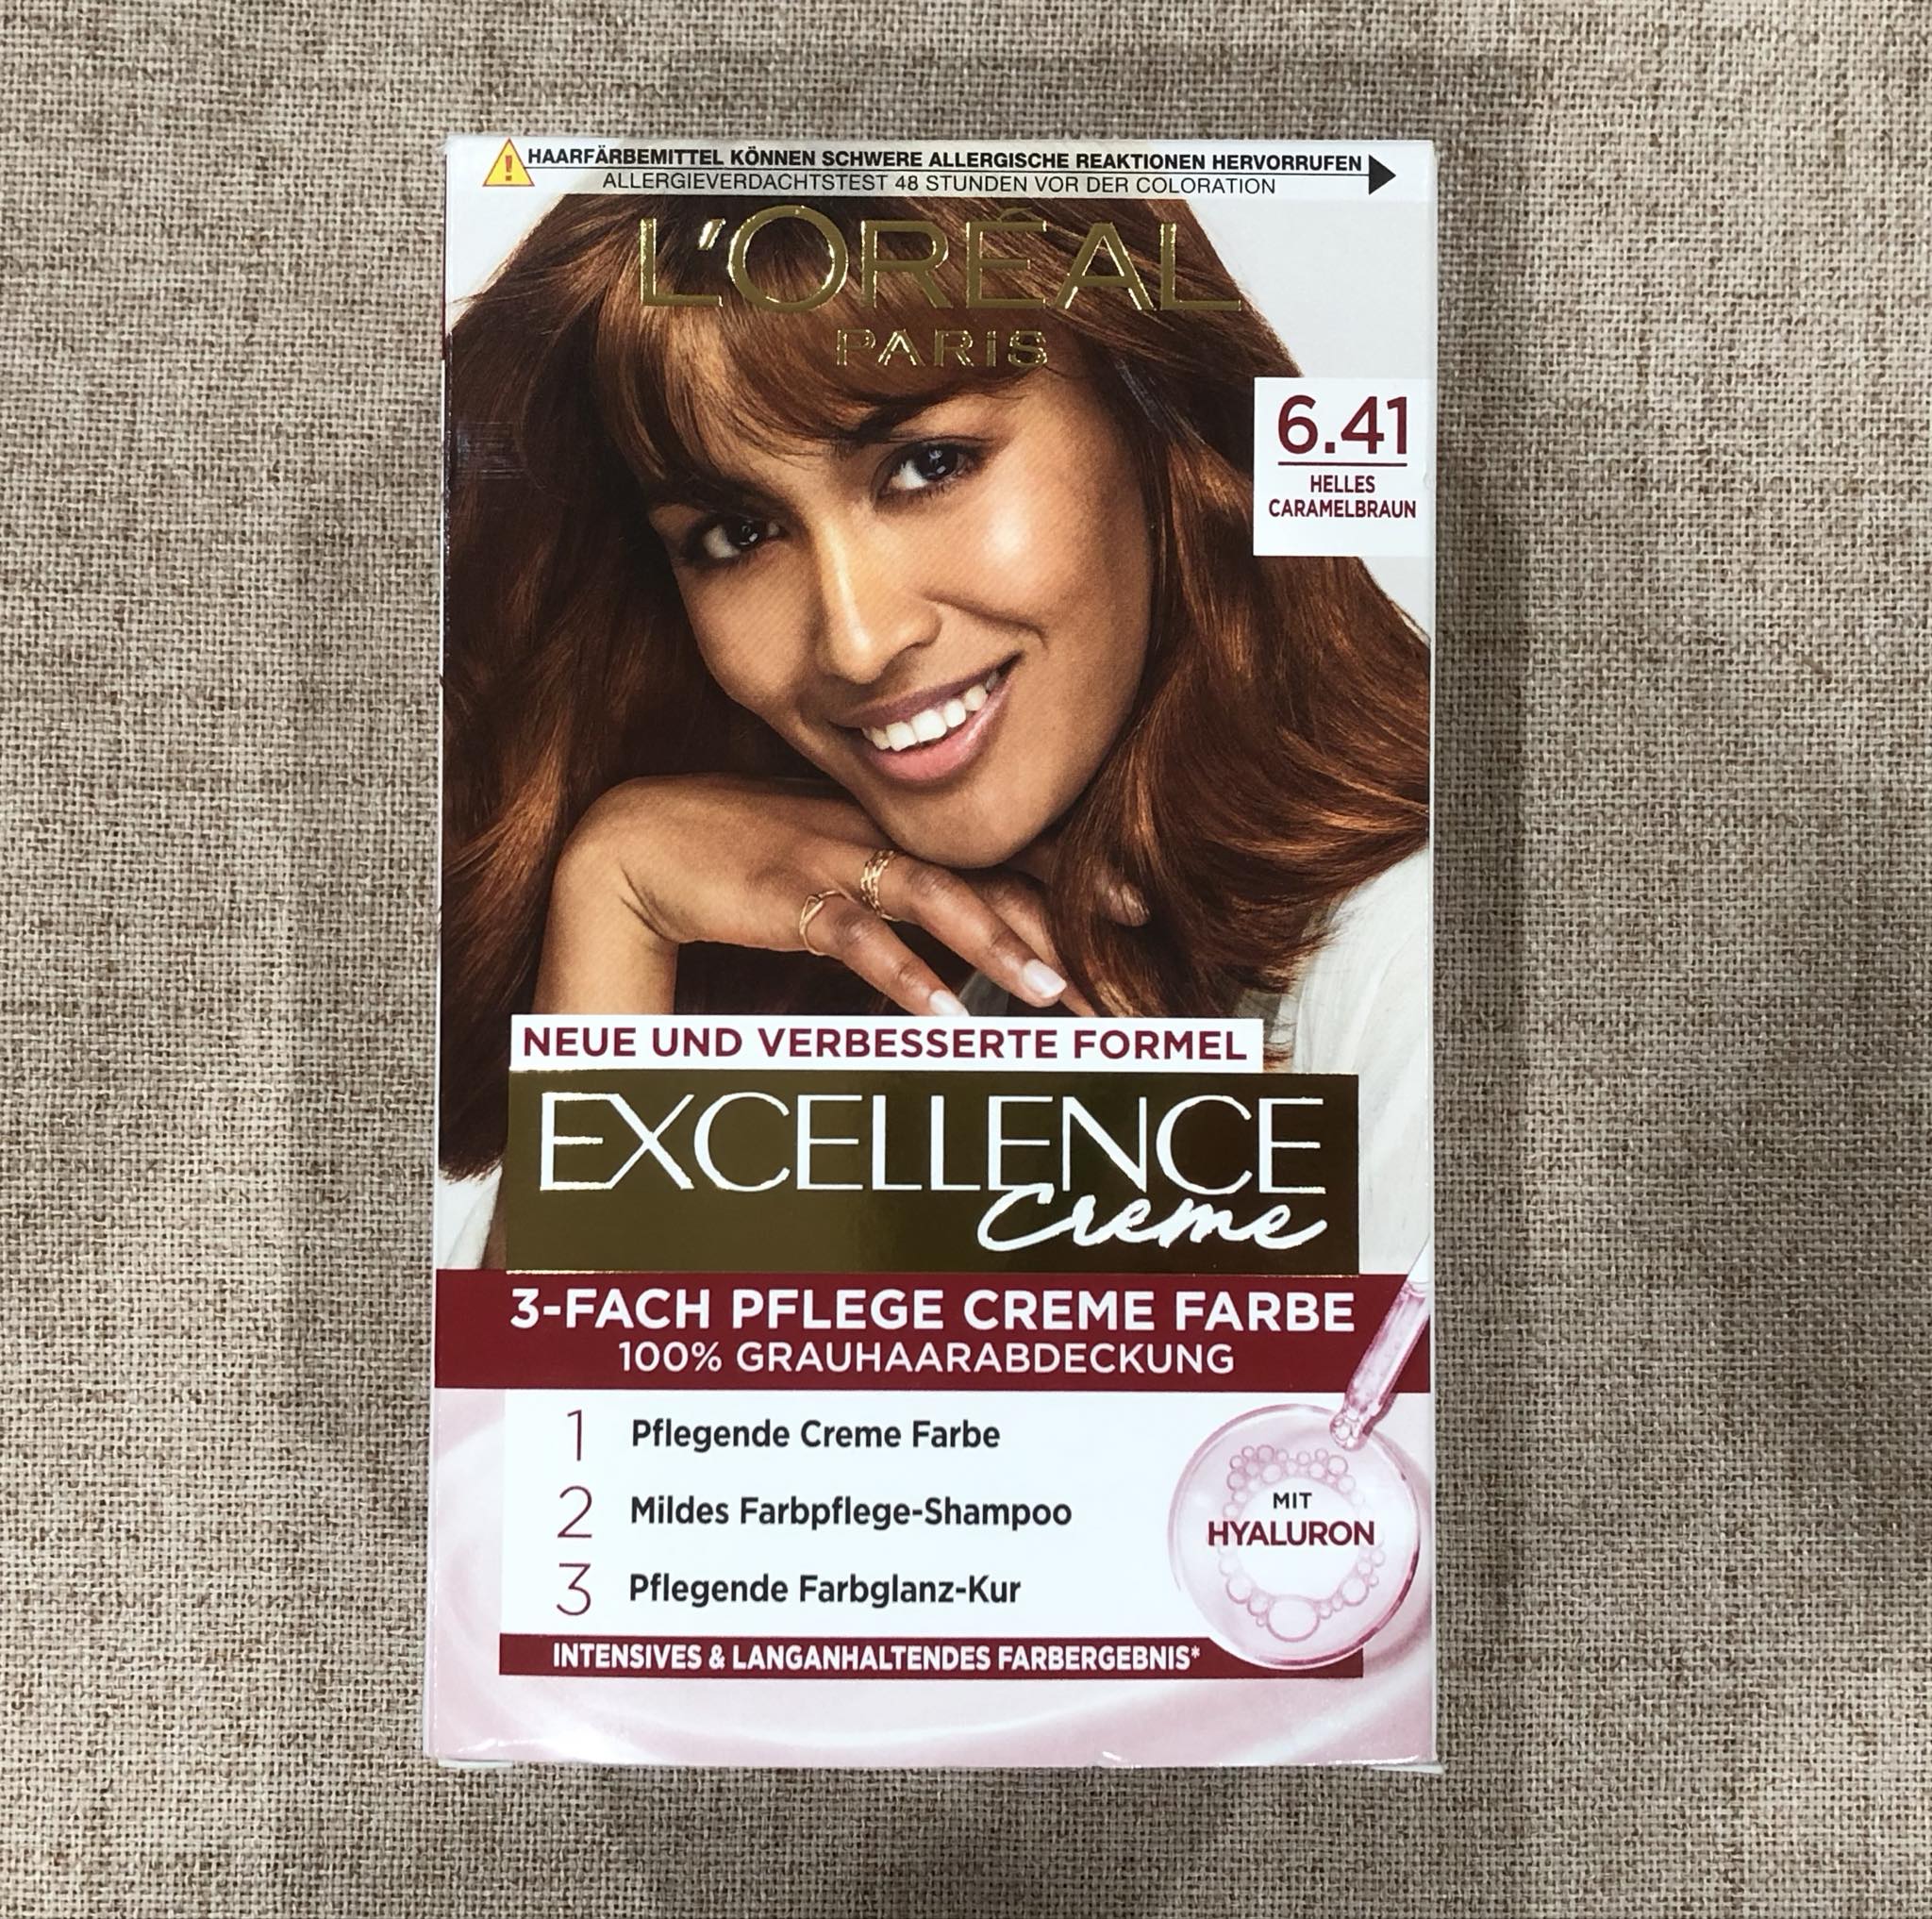 HAARFÄRBEMITTEL KÖNNEN SCHWERE ALLERGISCHE REAKTIONEN HERVORRUFEN
ALLERGIEVERDACHTSTEST 48 STUNDEN VOR DER COLORATION
L'ORÉAL
PARiS
6.41
HELLES
CARAMELBRAUN
NEUE UND VERBESSERTE FORMEL
EXCELLENCE
Creme
3-FACH PFLEGE CREME FARBE
100% GRAUHAARABDECKUNG
1 Pflegende Creme Farbe
2 Mildes Farbpflege-Shampoo
3 Pflegende Farbglanz-Kur
MIT
HYALURON
INTENSIVES & LANGANHALTENDES FARBERGEBNIS*